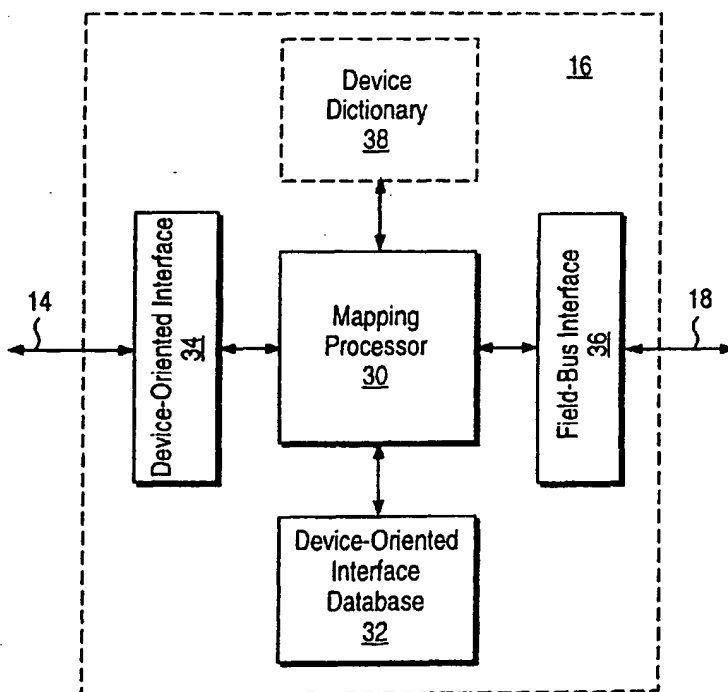 16
Device
Dictionary
38
14
Device-Oriented Interface
34
Mapping
Processor
30
Field-Bus Interface
36
18
Device-Oriented
Interface
Database
32